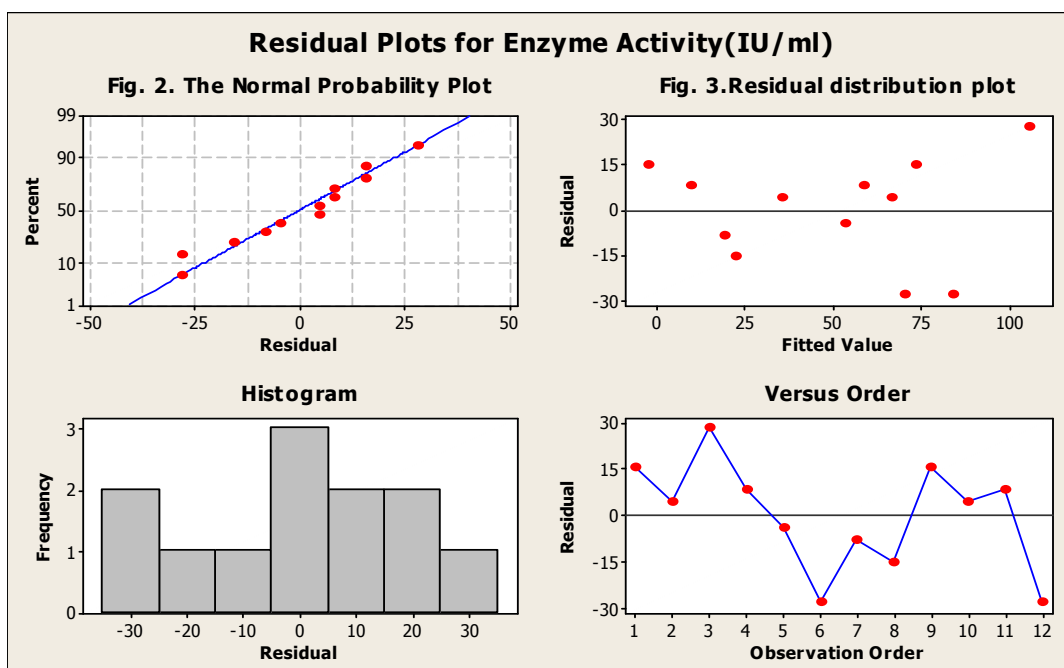 Residual Plots for Enzyme Activity(IU/ml)
Fig. 2. The Normal Probability Plot
99
90
50
10
1
Percent
-50 -25 0 25 50
Residual
Fig. 3.Residual distribution plot
30
15
0
-15
-30
Residual
0 25 50 75 100
Fitted Value
Histogram
3
2
1
0
Frequency
-30 -20 -10 0 10 20 30
Residual
Versus Order
30
15
0
-15
-30
Residual
1 2 3 4 5 6 7 8 9 10 11 12
Observation Order